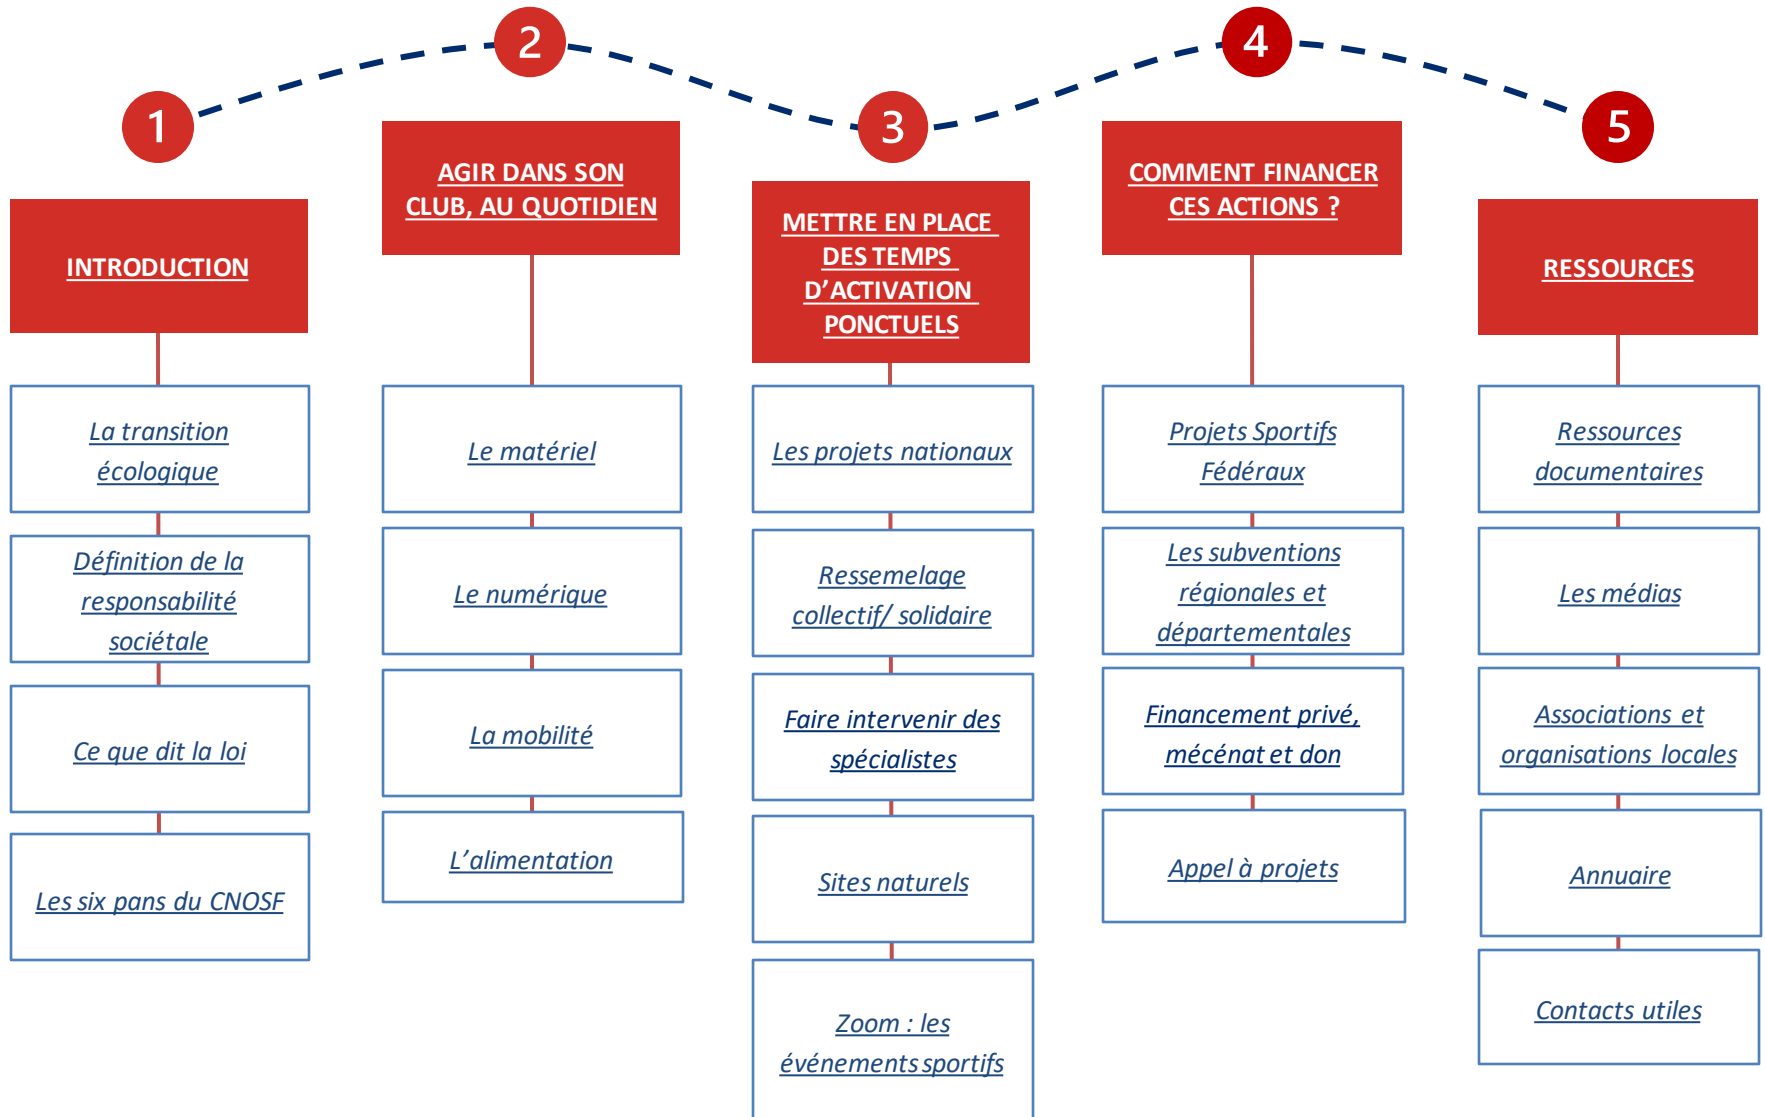 1
INTRODUCTION
La transition
écologique
Définition de la
responsabilité
sociétale
Ce que dit la loi
Les six pans du CNOSF
2
AGIR DANS SON
CLUB, AU QUOTIDIEN
Le matériel
Le numérique
La mobilité
L’alimentation
3
METTRE EN PLACE
DES TEMPS
D’ACTIVATION
PONCTUELS
Les projets nationaux
Ressemelage
collectif/ solidaire
Faire intervenir des
spécialistes
Sites naturels
Zoom : les
événements sportifs
4
COMMENT FINANCER
CES ACTIONS ?
Projets Sportifs
Fédéraux
Les subventions
régionales et
départementales
Financement privé,
mécénat et don
Appel à projets
5
RESSOURCES
Ressources
documentaires
Les médias
Associations et
organisations locales
Annuaire
Contacts utiles